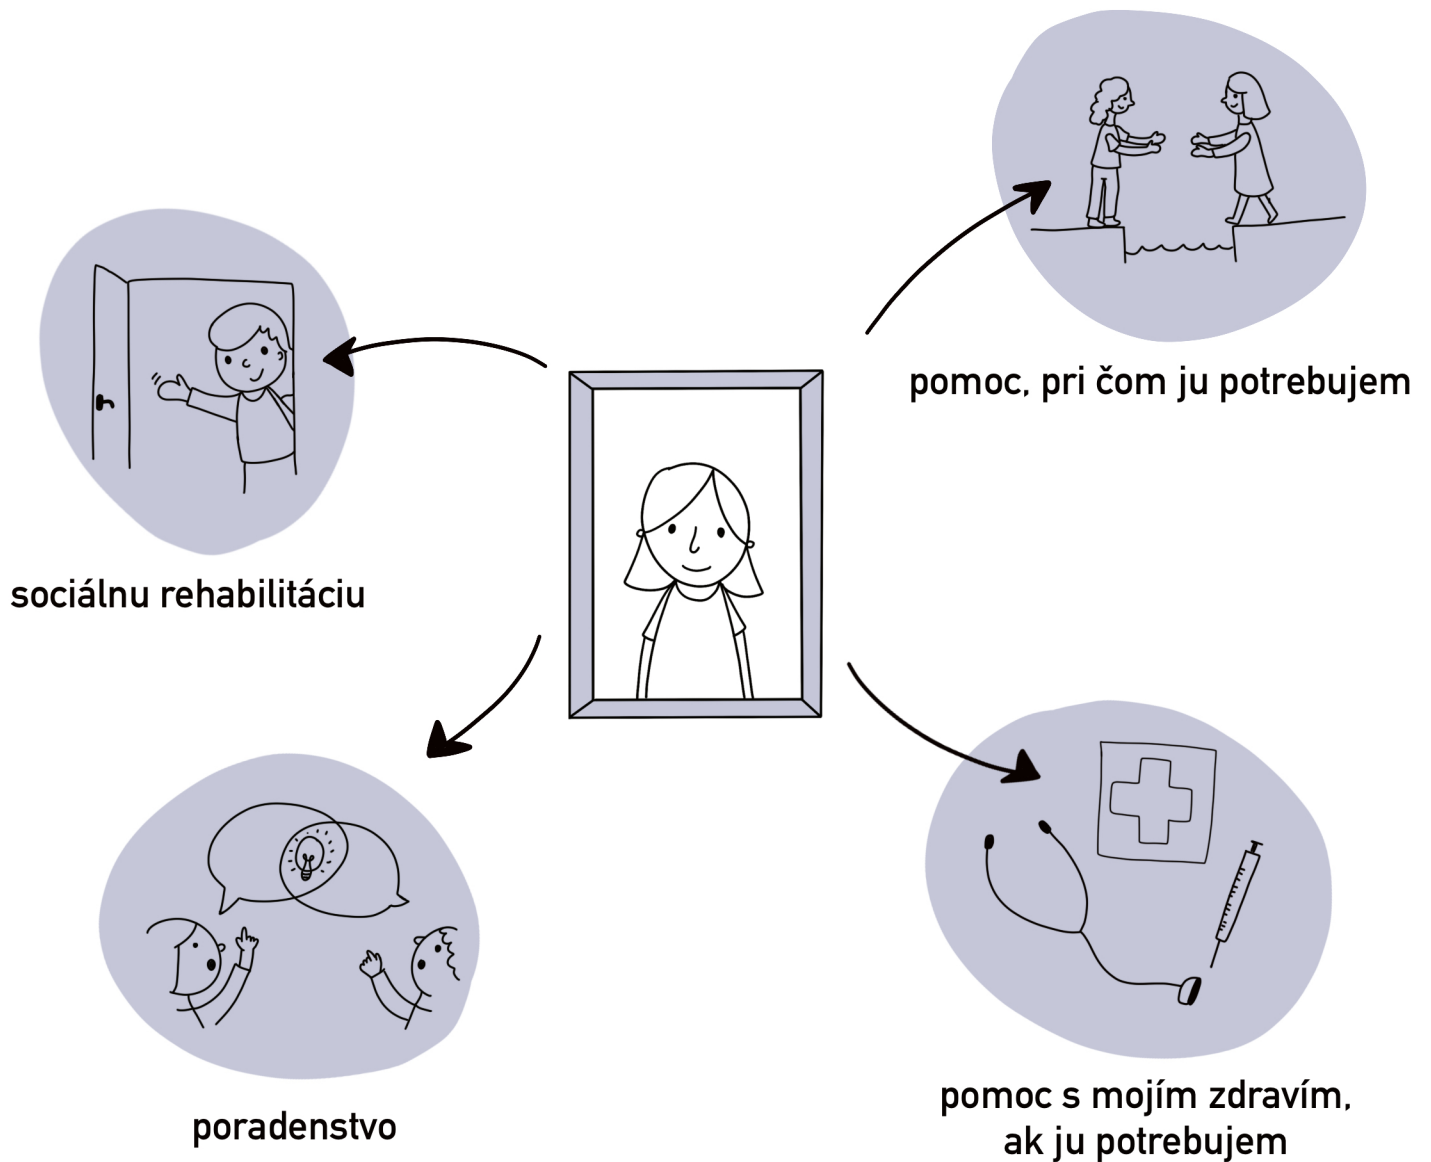 pomoc, pri čom ju potrebujem
sociálnu rehabilitáciu
poradenstvo
pomoc s mojím zdravím,
ak ju potrebujem